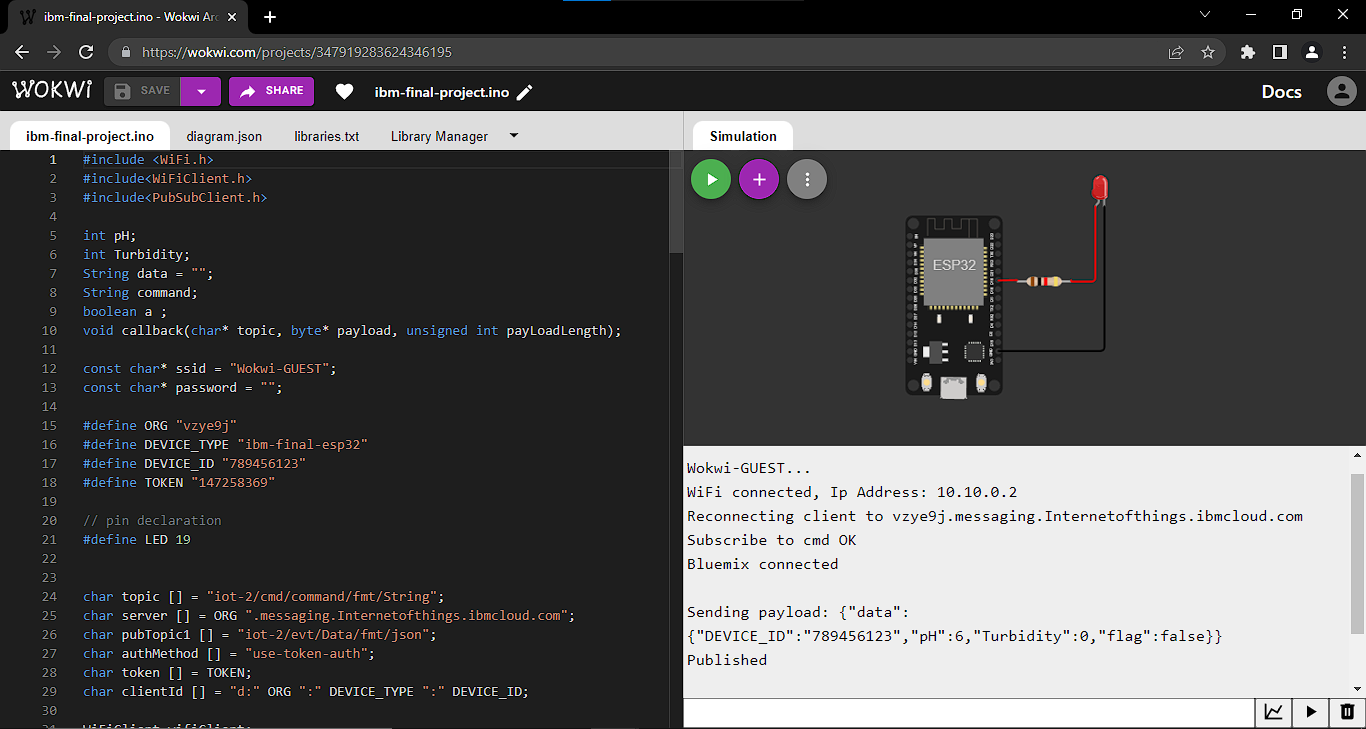 ibm-final-project.ino - Wokwi Ar
https://wokwi.com/projects/347919283624346195
WOKWi
SAVE
SHARE
ibm-final-project.ino
Docs
ibm-final-project.ino
diagram.json
libraries.txt
Library Manager
Simulation
1 #include <WiFi.h>
2 #include<WiFiClient.h>
3 #include<PubSubClient.h>
4
5 int pH;
6 int Turbidity;
7 String data = "";
8 String command;
9 boolean a ;
10 void callback(char* topic, byte* payload, unsigned int payLoadLength);
11
12 const char* ssid = "Wokwi-GUEST";
13 const char* password = "";
14
15 #define ORG "vzye9j"
16 #define DEVICE_TYPE "ibm-final-esp32"
17 #define DEVICE_ID "789456123"
18 #define TOKEN "147258369"
19
20 // pin declaration
21 #define LED 19
22
23
24 char topic [] = "iot-2/cmd/command/fmt/String";
25 char server [] = ORG ".messaging.Internetofthings.ibmcloud.com";
26 char pubTopic1 [] = "iot-2/evt/Data/fmt/json";
27 char authMethod [] = "use-token-auth";
28 char token [] = TOKEN;
29 char clientId [] = "d:" ORG ":" DEVICE_TYPE ":" DEVICE_ID;
30
31 WiFiClient wifiClient;
ESP32
Wokwi-GUEST...
WiFi connected, Ip Address: 10.10.0.2
Reconnecting client to vzye9j.messaging.Internetofthings.ibmcloud.com
Subscribe to cmd OK
Bluemix connected
Sending payload: {"data":
{"DEVICE_ID":"789456123","pH":6,"Turbidity":0,"flag":false}}
Published